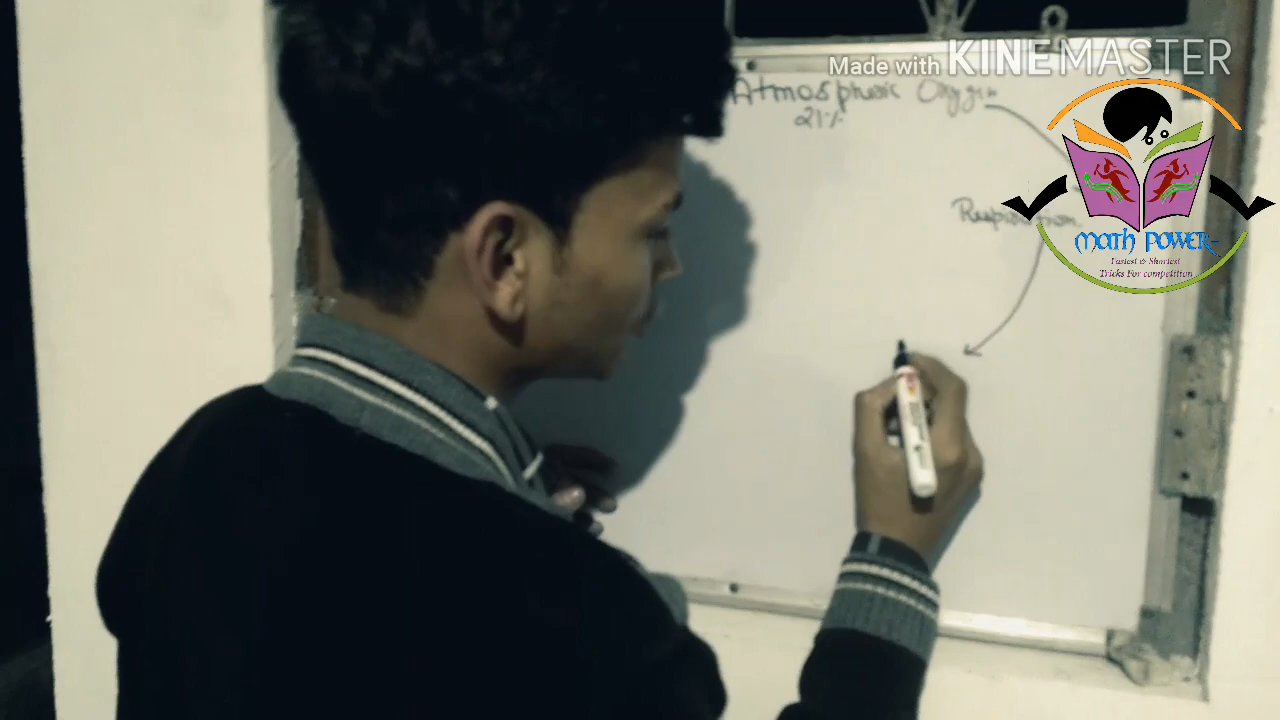 Made with KINEMASTER
Atmospheric Oxygen
21%
Respiration
MATH POWER-
Fastest & Shortest
Tricks For competition